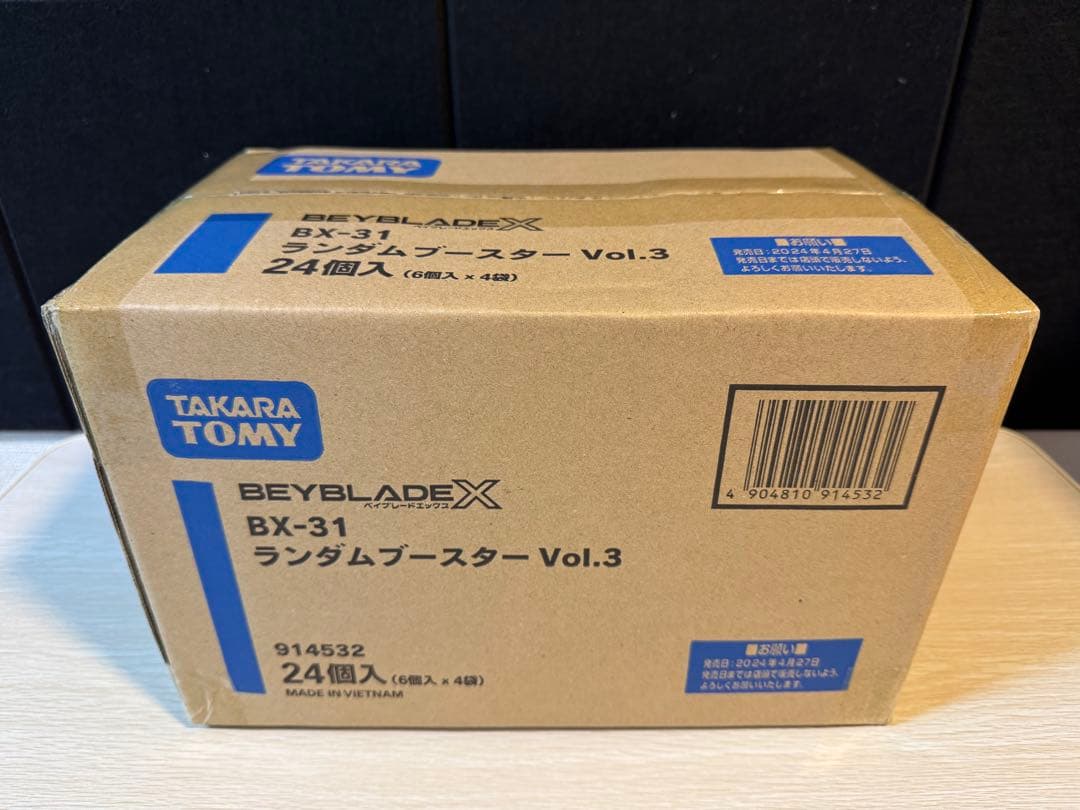 TAKARA
TOMY
BEYBLADE X
BX-31
ランダムブースター Vol.3
24個入（6個入 x 4袋）
■お願い■
発売日：2024年4月27日
発売日までは店頭で販売しないよう、
よろしくお願いいたします。
TAKARA
TOMY
BEYBLADE X
ベイブレードエックス
BX-31
ランダムブースター Vol.3
4 904810 914532
914532
24個入（6個入 x 4袋）
MADE IN VIETNAM
■お願い■
発売日：2024年4月27日
発売日までは店頭で販売しないよう、
よろしくお願いいたします。